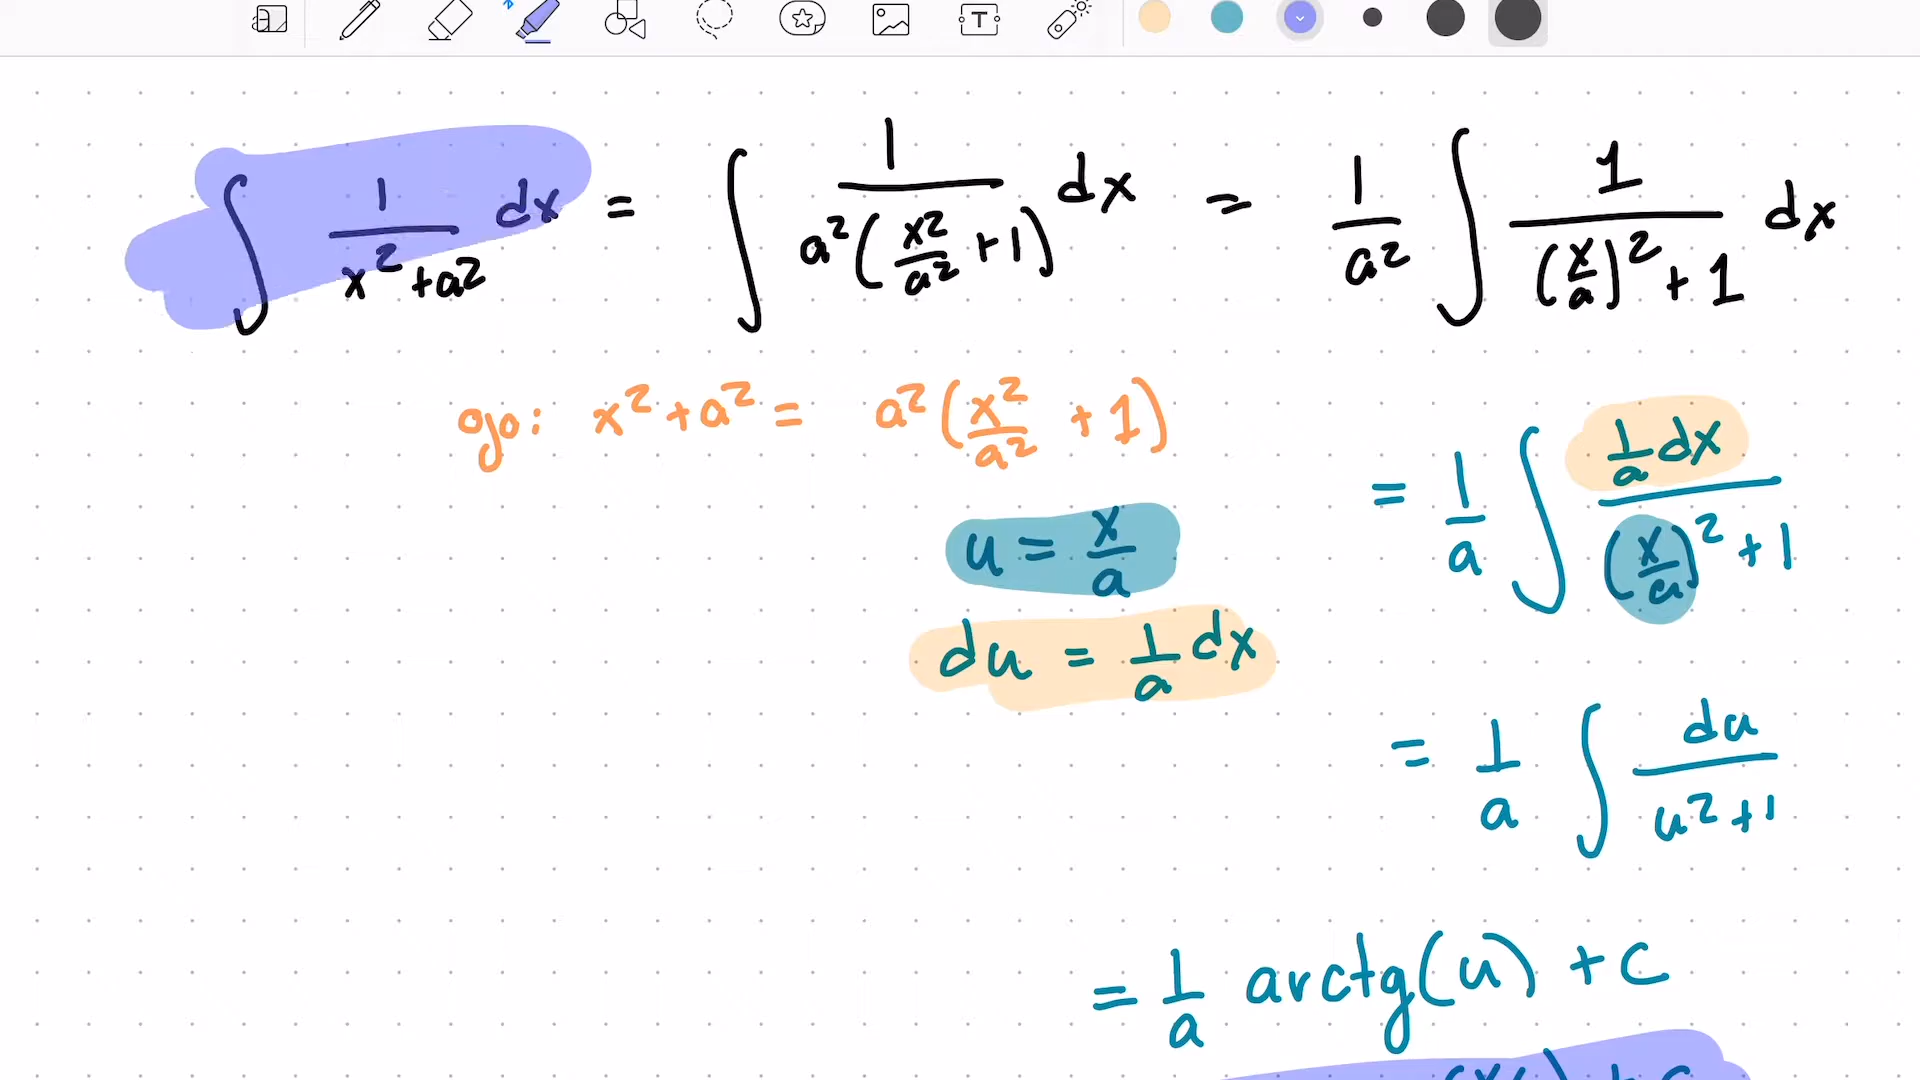 ∫ 1/(x² + a²) dx = ∫ 1/(a²(x²/a² + 1)) dx = 1/a² ∫ 1/((x/a)² + 1) dx
ojo: x² + a² = a²(x²/a² + 1)
= 1/a ∫ (1/a dx)/((x/a)² + 1)
u = x/a
du = 1/a dx
= 1/a ∫ du/(u² + 1)
= 1/a arctg(u) + c